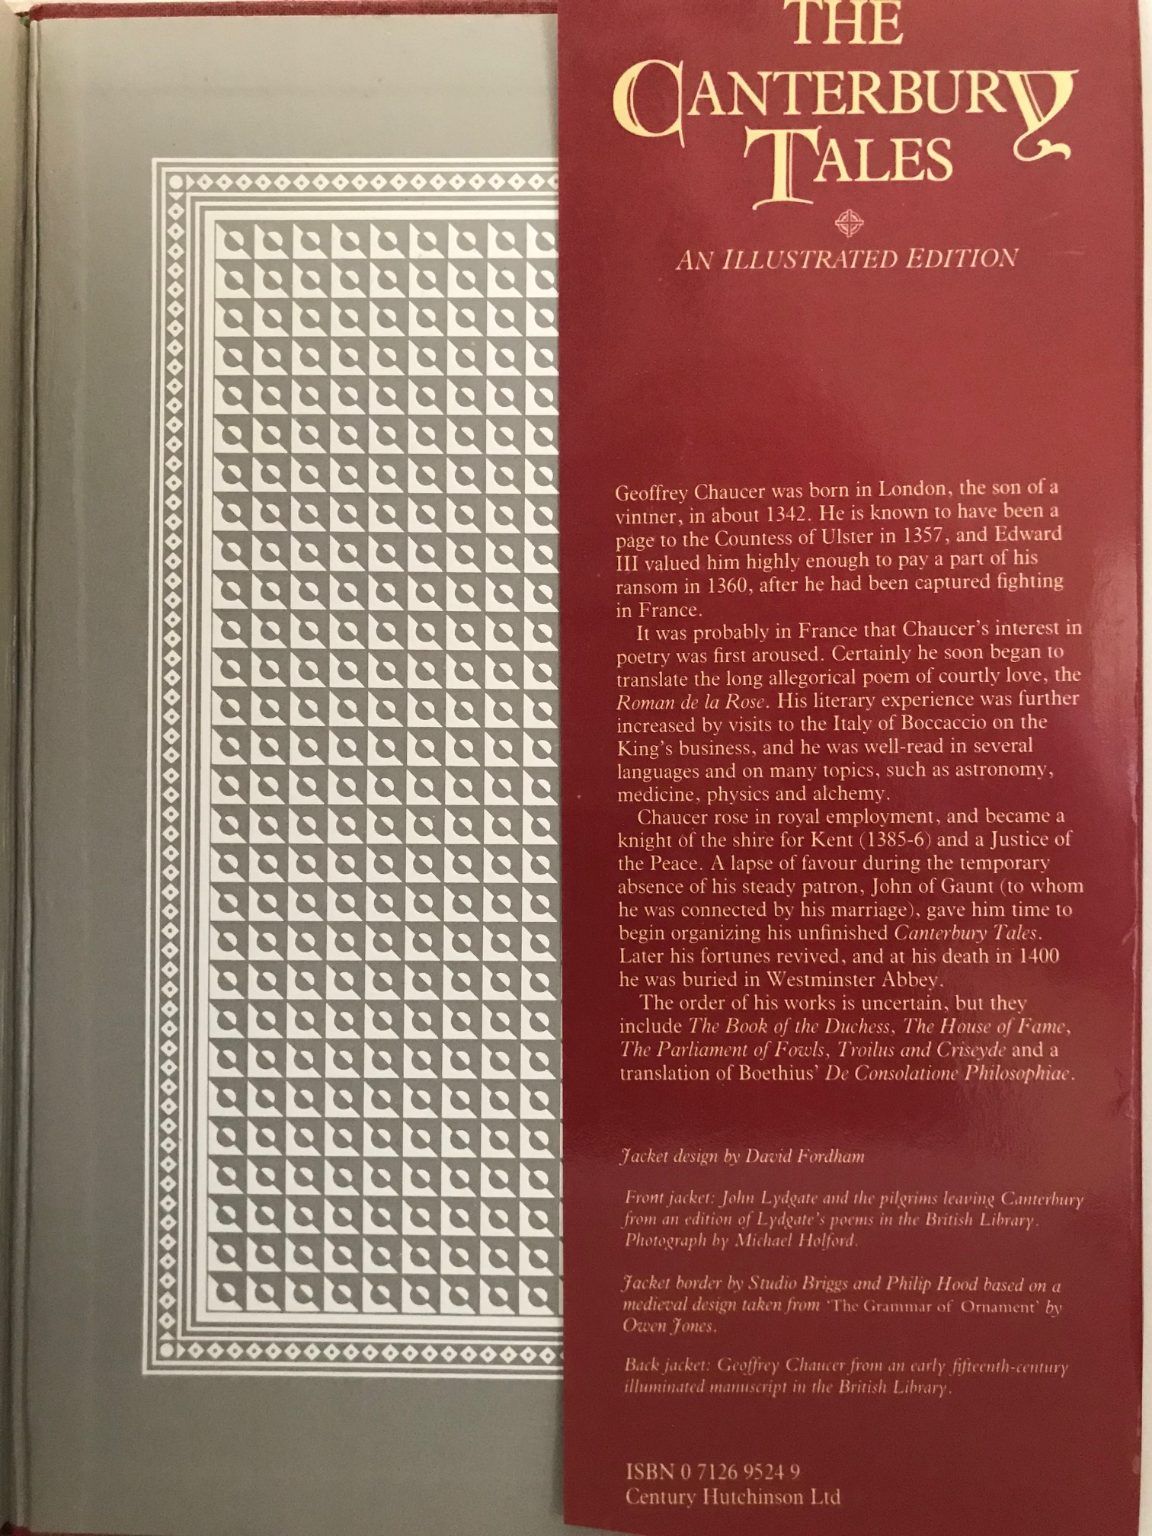 THE
CANTERBURY
TALES
AN ILLUSTRATED EDITION
Geoffrey Chaucer was born in London, the son of a
vintner, in about 1342. He is known to have been a
page to the Countess of Ulster in 1357, and Edward
III valued him highly enough to pay a part of his
ransom in 1360, after he had been captured fighting
in France.
It was probably in France that Chaucer's interest in
poetry was first aroused. Certainly he soon began to
translate the long allegorical poem of courtly love, the
Roman de la Rose. His literary experience was further
increased by visits to the Italy of Boccaccio on the
King's business, and he was well-read in several
languages and on many topics, such as astronomy,
medicine, physics and alchemy.
Chaucer rose in royal employment, and became a
knight of the shire for Kent (1385-6) and a Justice of
the Peace. A lapse of favour during the temporary
absence of his steady patron, John of Gaunt (to whom
he was connected by his marriage), gave him time to
begin organizing his unfinished Canterbury Tales.
Later his fortunes revived, and at his death in 1400
he was buried in Westminster Abbey.
The order of his works is uncertain, but they
include The Book of the Duchess, The House of Fame,
The Parliament of Fowls, Troilus and Criseyde and a
translation of Boethius' De Consolatione Philosophiae.
Jacket design by David Fordham
Front jacket: John Lydgate and the pilgrims leaving Canterbury
from an edition of Lydgate's poems in the British Library.
Photograph by Michael Holford.
Jacket border by Studio Briggs and Philip Hood based on a
medieval design taken from 'The Grammar of Ornament' by
Owen Jones.
Back jacket: Geoffrey Chaucer from an early fifteenth-century
illuminated manuscript in the British Library.
ISBN 0 7126 9524 9
Century Hutchinson Ltd